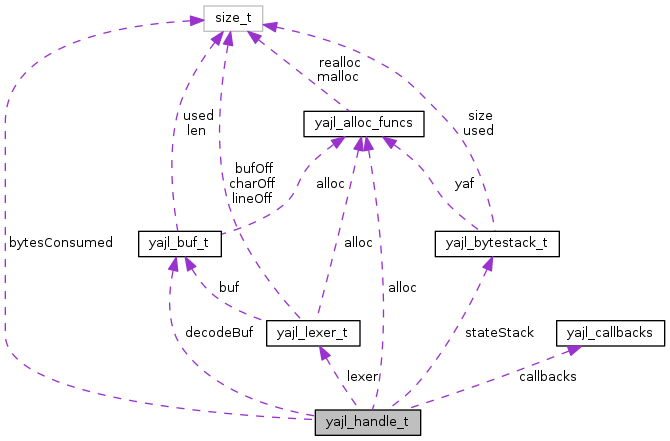 size_t
realloc
malloc
used
len
size
used
yajl_alloc_funcs
bufOff
charOff
lineOff
alloc
yaf
bytesConsumed
yajl_buf_t
alloc
yajl_bytestack_t
buf
alloc
decodeBuf
yajl_lexer_t
stateStack
yajl_callbacks
lexer
callbacks
yajl_handle_t